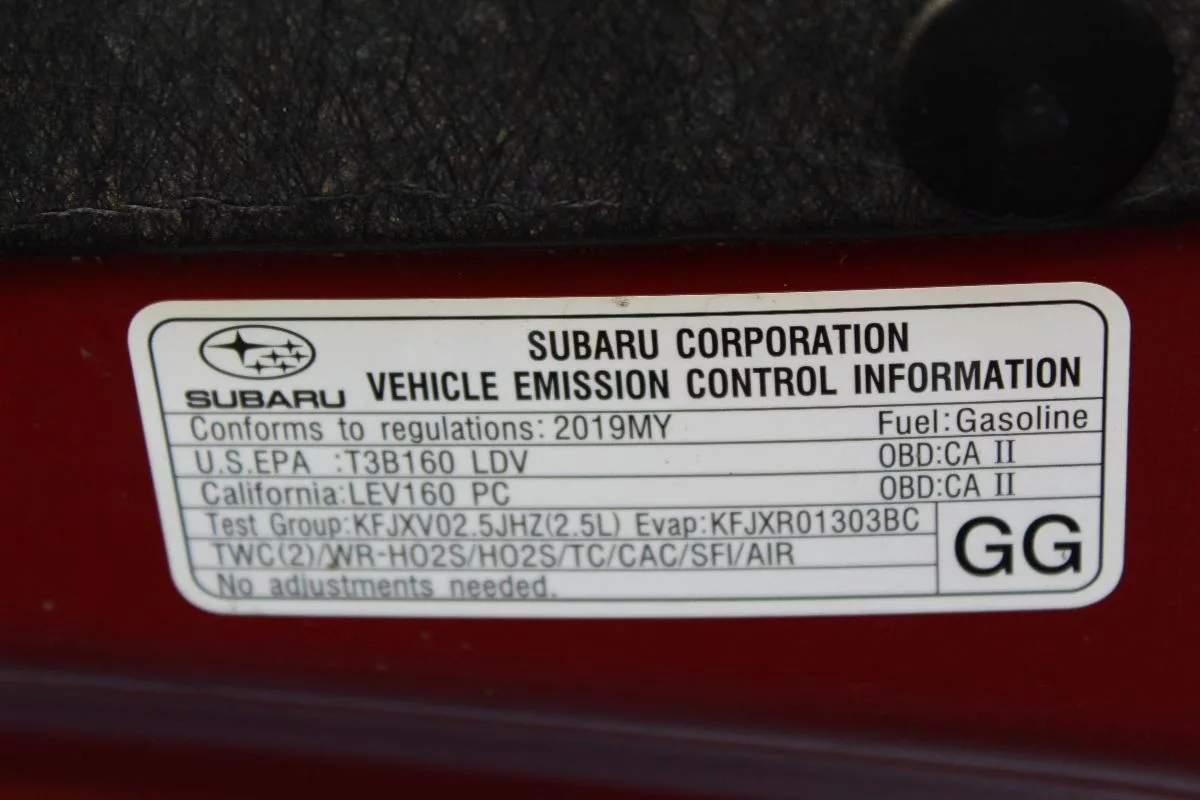 SUBARU CORPORATION
SUBARU VEHICLE EMISSION CONTROL INFORMATION
Conforms to regulations: 2019MY Fuel:Gasoline
U.S.EPA :T3B160 LDV OBD:CA II
California:LEV160 PC OBD:CA II
Test Group:KFJXV02.5JHZ(2.5L) Evap:KFJXR01303BC
TWC(2)/WR-HO2S/HO2S/TC/CAC/SFI/AIR
GG
No adjustments needed.